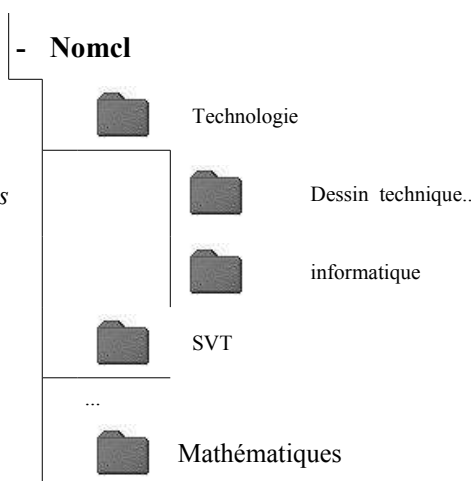 - Nomcl
Technologie
s
Dessin technique..
informatique
SVT
...
Mathématiques